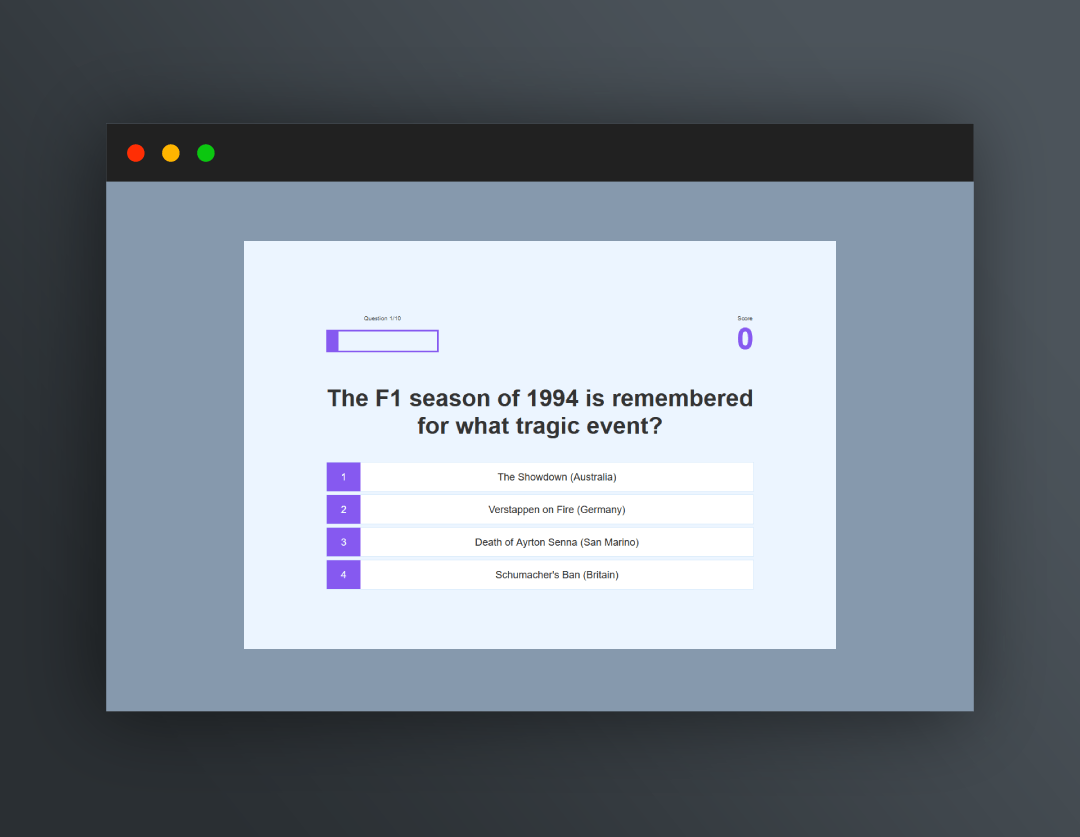 Question 1/10
Score
0
The F1 season of 1994 is remembered
for what tragic event?
1 The Showdown (Australia)
2 Verstappen on Fire (Germany)
3 Death of Ayrton Senna (San Marino)
4 Schumacher's Ban (Britain)